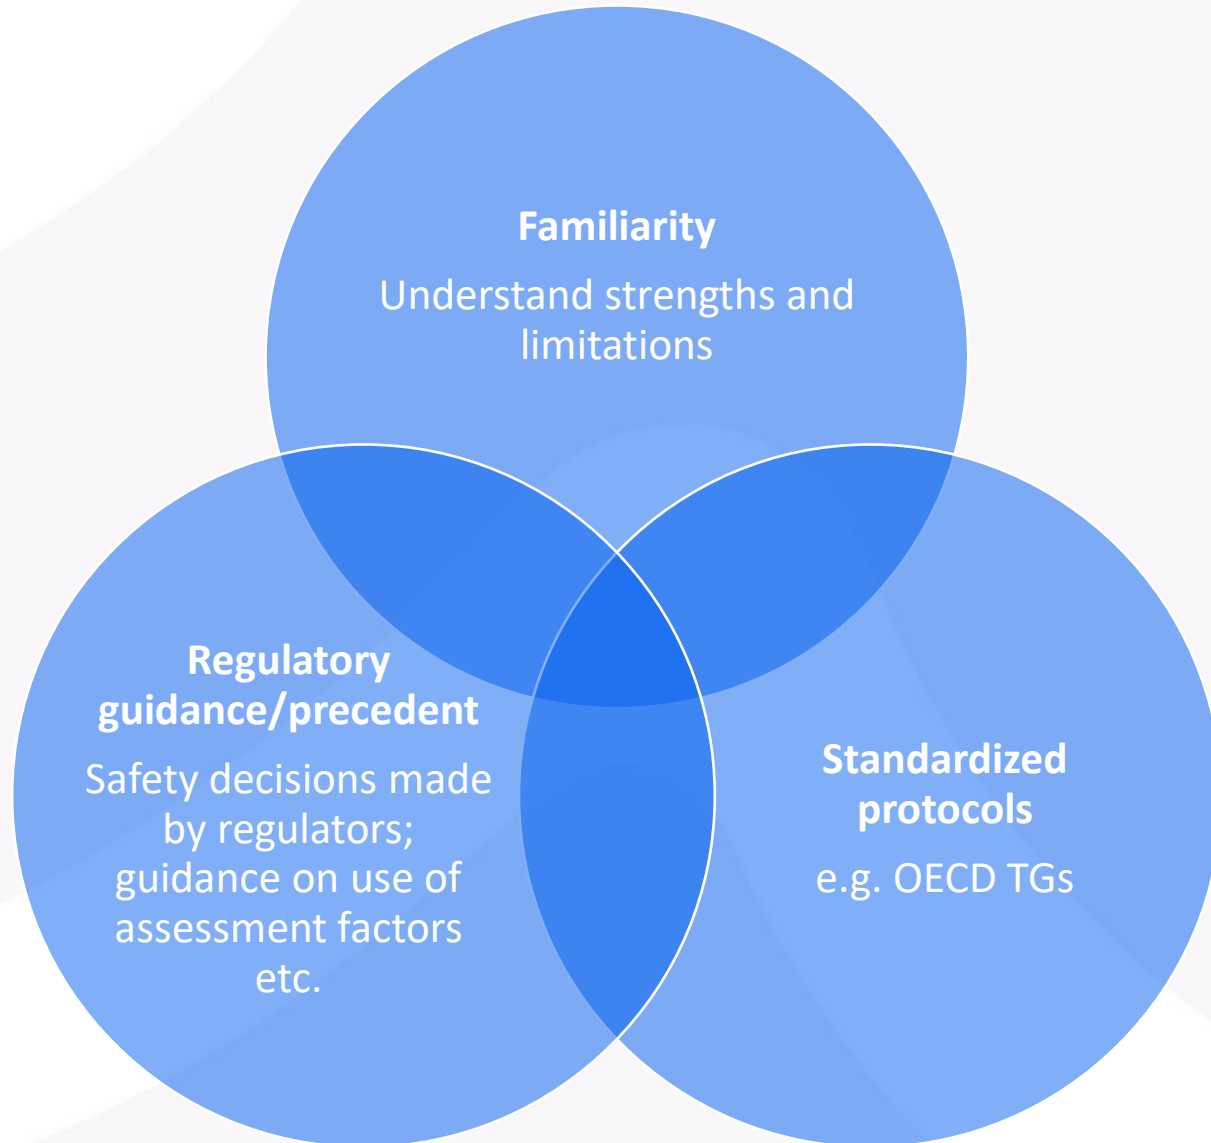 Familiarity
Understand strengths and
limitations
Regulatory
guidance/precedent
Safety decisions made
by regulators;
guidance on use of
assessment factors
etc.
Standardized
protocols
e.g. OECD TGs